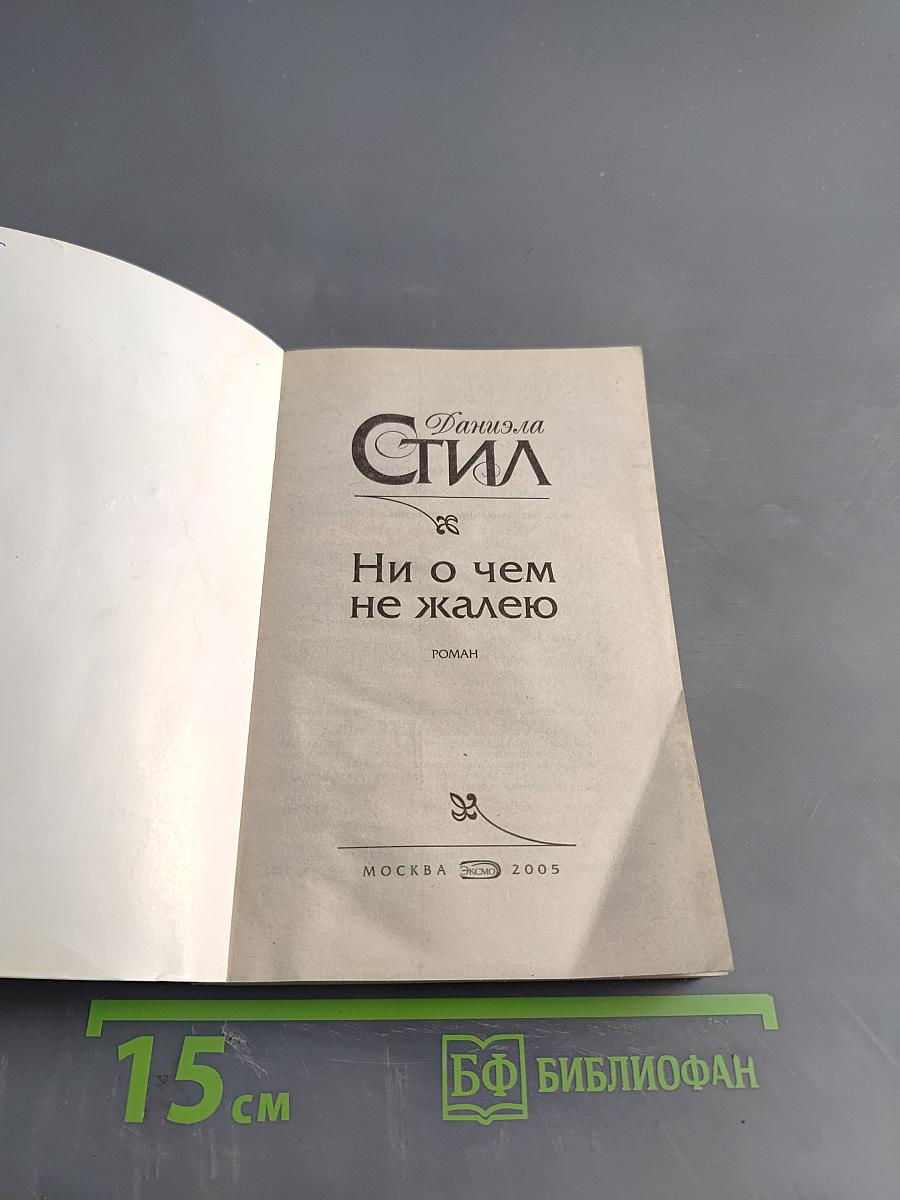 Даниэла
Стил
Ни о чем
не жалею
РОМАН
МОСКВА ЭКСМО 2005
15 см
БФ БИБЛИОФАН